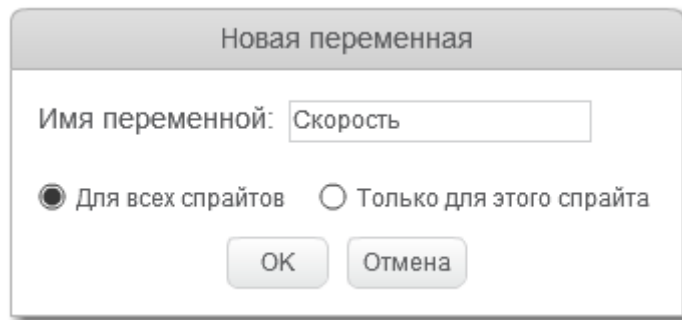 Новая переменная
Имя переменной: Скорость
Для всех спрайтов Только для этого спрайта
OK Отмена